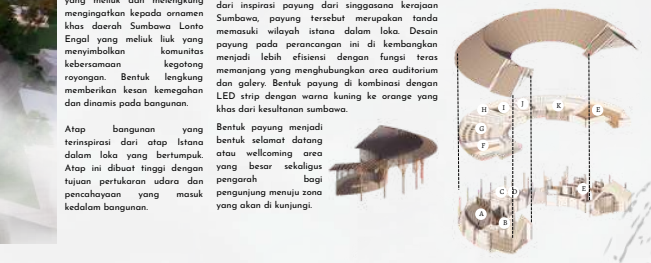 yang meliuk dan melengkung
mengingatkan kepada ornamen
khas daerah Sumbawa Lonto
Engal yang meliuk liuk yang
menyimbolkan komunitas
kebersamaan kegotong
royongan. Bentuk lengkung
memberikan kesan kemegahan
dan dinamis pada bangunan.
Atap bangunan yang
terinspirasi dari atap Istana
dalam loka yang bertumpuk.
Atap ini dibuat tinggi dengan
tujuan pertukaran udara dan
pencahayaan yang masuk
kedalam bangunan.
dari inspirasi payung dari singgasana kerajaan
Sumbawa, payung tersebut merupakan tanda
memasuki wilayah istana dalam loka. Desain
payung pada perancangan ini di kembangkan
menjadi lebih efisiensi dengan fungsi teras
memanjang yang menghubungkan area auditorium
dan galery. Bentuk payung di kombinasi dengan
LED strip dengan warna kuning ke orange yang
khas dari kesultanan sumbawa.
Bentuk payung menjadi
bentuk selamat datang
atau wellcoming area
yang besar sekaligus
pengarah bagi
pengunjung menuju zona
yang akan di kunjungi.
H I J K E
G
F
C D E
A
B